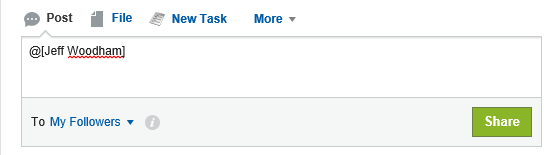 Post File New Task More
@[Jeff Woodham]
To My Followers Share